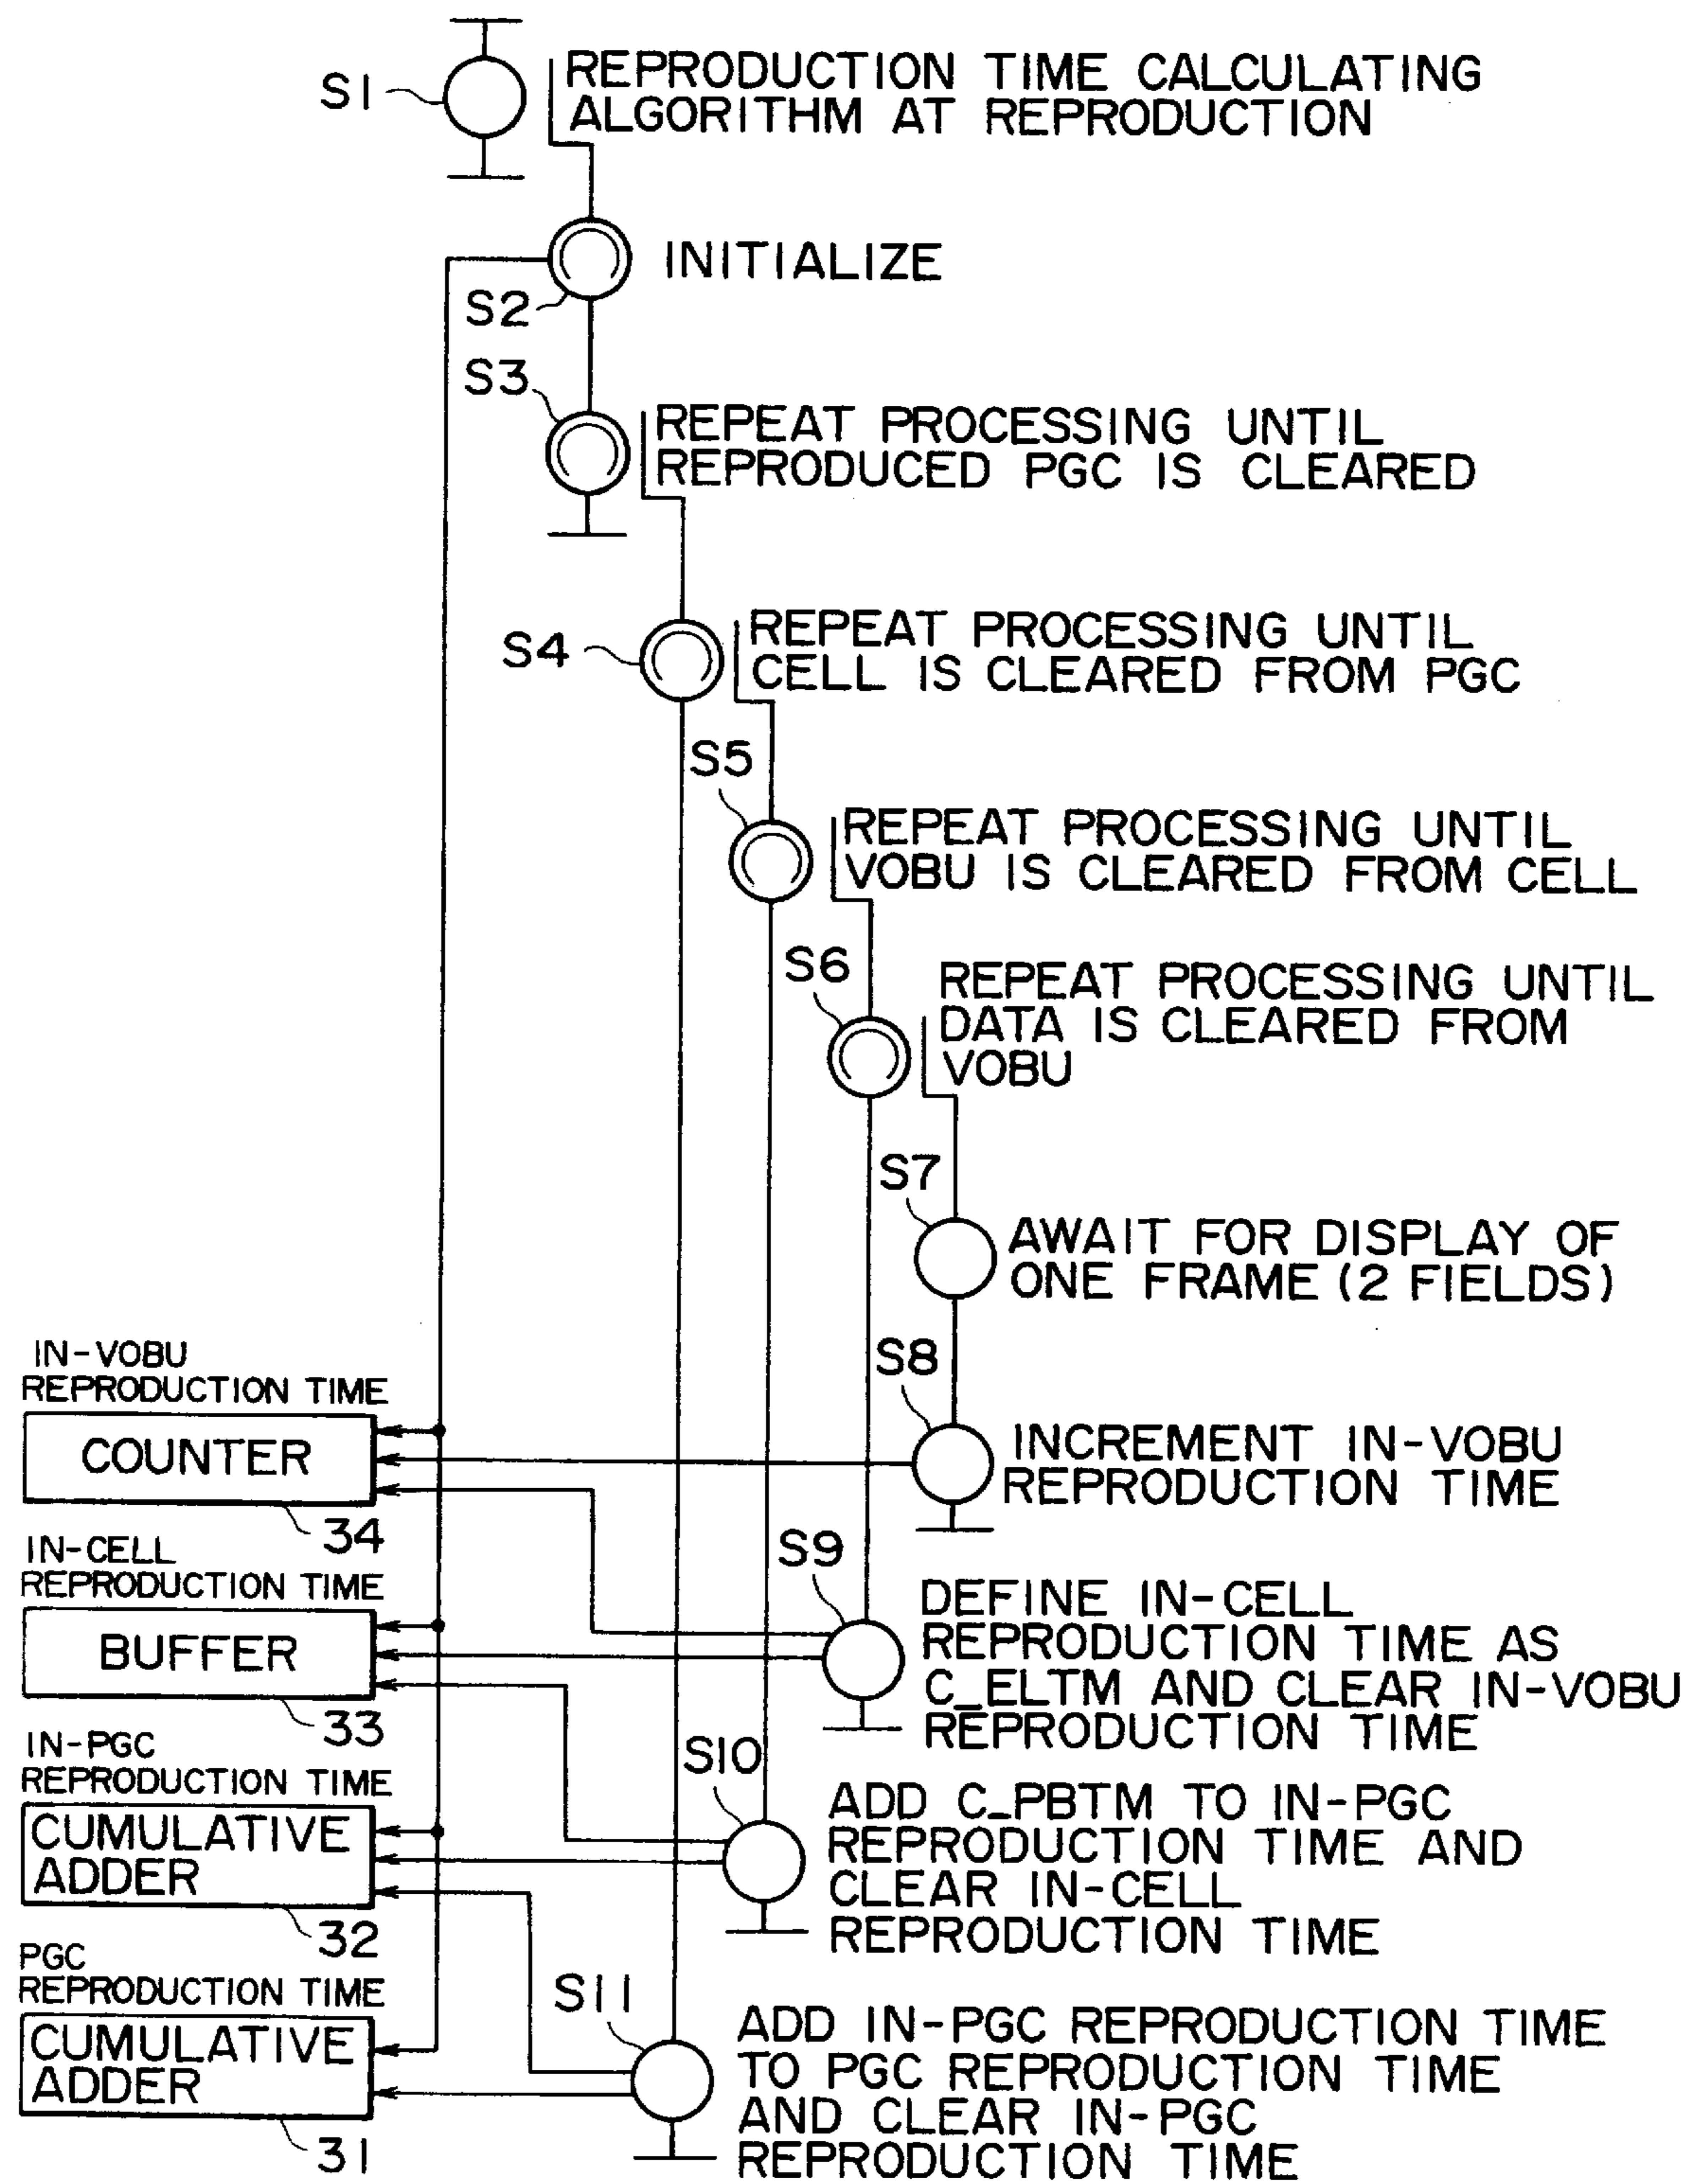 S1
REPRODUCTION TIME CALCULATING
ALGORITHM AT REPRODUCTION
INITIALIZE
S2
S3
REPEAT PROCESSING UNTIL
REPRODUCED PGC IS CLEARED
S4
REPEAT PROCESSING UNTIL
CELL IS CLEARED FROM PGC
S5
REPEAT PROCESSING UNTIL
VOBU IS CLEARED FROM CELL
S6
REPEAT PROCESSING UNTIL
DATA IS CLEARED FROM
VOBU
S7
AWAIT FOR DISPLAY OF
ONE FRAME (2 FIELDS)
S8
INCREMENT IN-VOBU
REPRODUCTION TIME
IN-VOBU
REPRODUCTION TIME
COUNTER
34
S9
DEFINE IN-CELL
REPRODUCTION TIME AS
C_ELTM AND CLEAR IN-VOBU
REPRODUCTION TIME
IN-CELL
REPRODUCTION TIME
BUFFER
33
S10
ADD C_PBTM TO IN-PGC
REPRODUCTION TIME AND
CLEAR IN-CELL
REPRODUCTION TIME
IN-PGC
REPRODUCTION TIME
CUMULATIVE
ADDER
32
S11
ADD IN-PGC REPRODUCTION TIME
TO PGC REPRODUCTION TIME
AND CLEAR IN-PGC
REPRODUCTION TIME
PGC
REPRODUCTION TIME
CUMULATIVE
ADDER
31